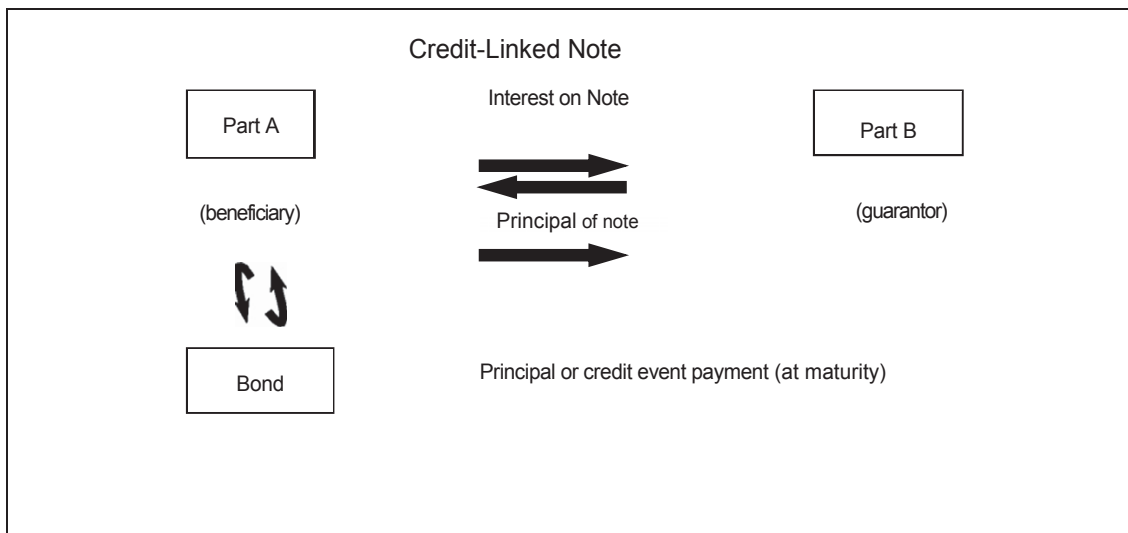 Credit-Linked Note
Interest on Note
Part A
Part B
(beneficiary)
(guarantor)
Principal of note
Bond
Principal or credit event payment (at maturity)